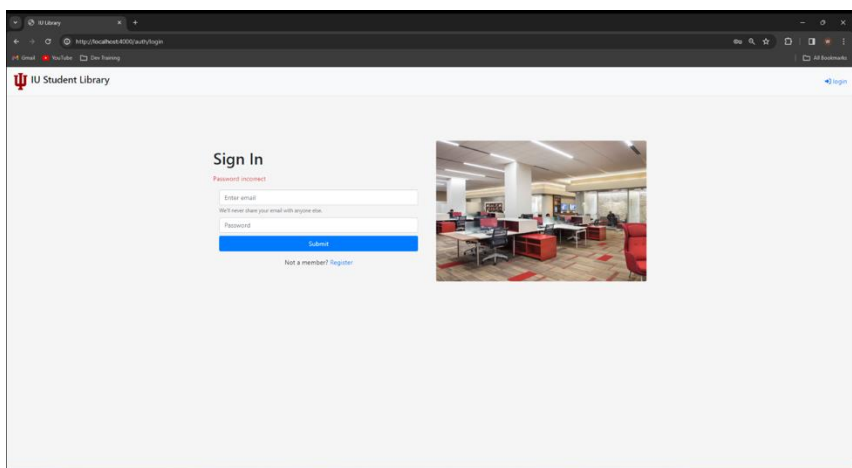 IU Library
http://localhost:4000/auth/login
Gmail YouTube Dev Training All Bookmarks
IU Student Library login
Sign In
Password incorrect
Enter email
We'll never share your email with anyone else.
Password
Submit
Not a member? Register